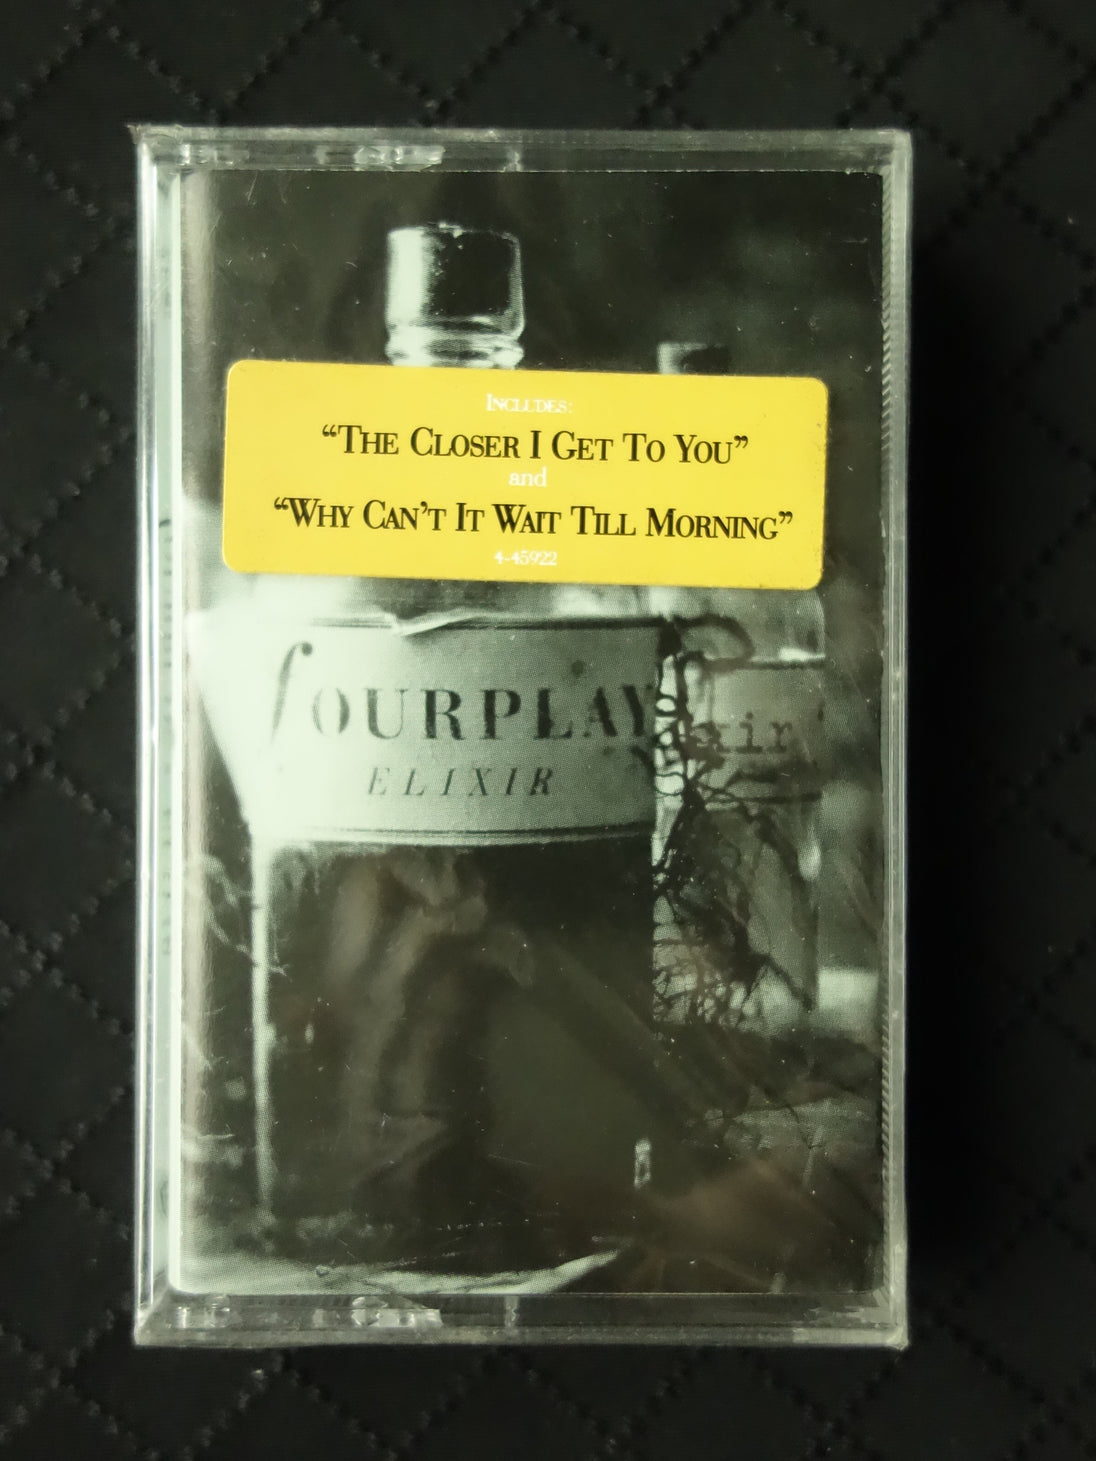 INCLUDES:
“THE CLOSER I GET TO YOU”
and
“WHY CAN’T IT WAIT TILL MORNING”
4-45922
fOURPLAY
ELIXIR